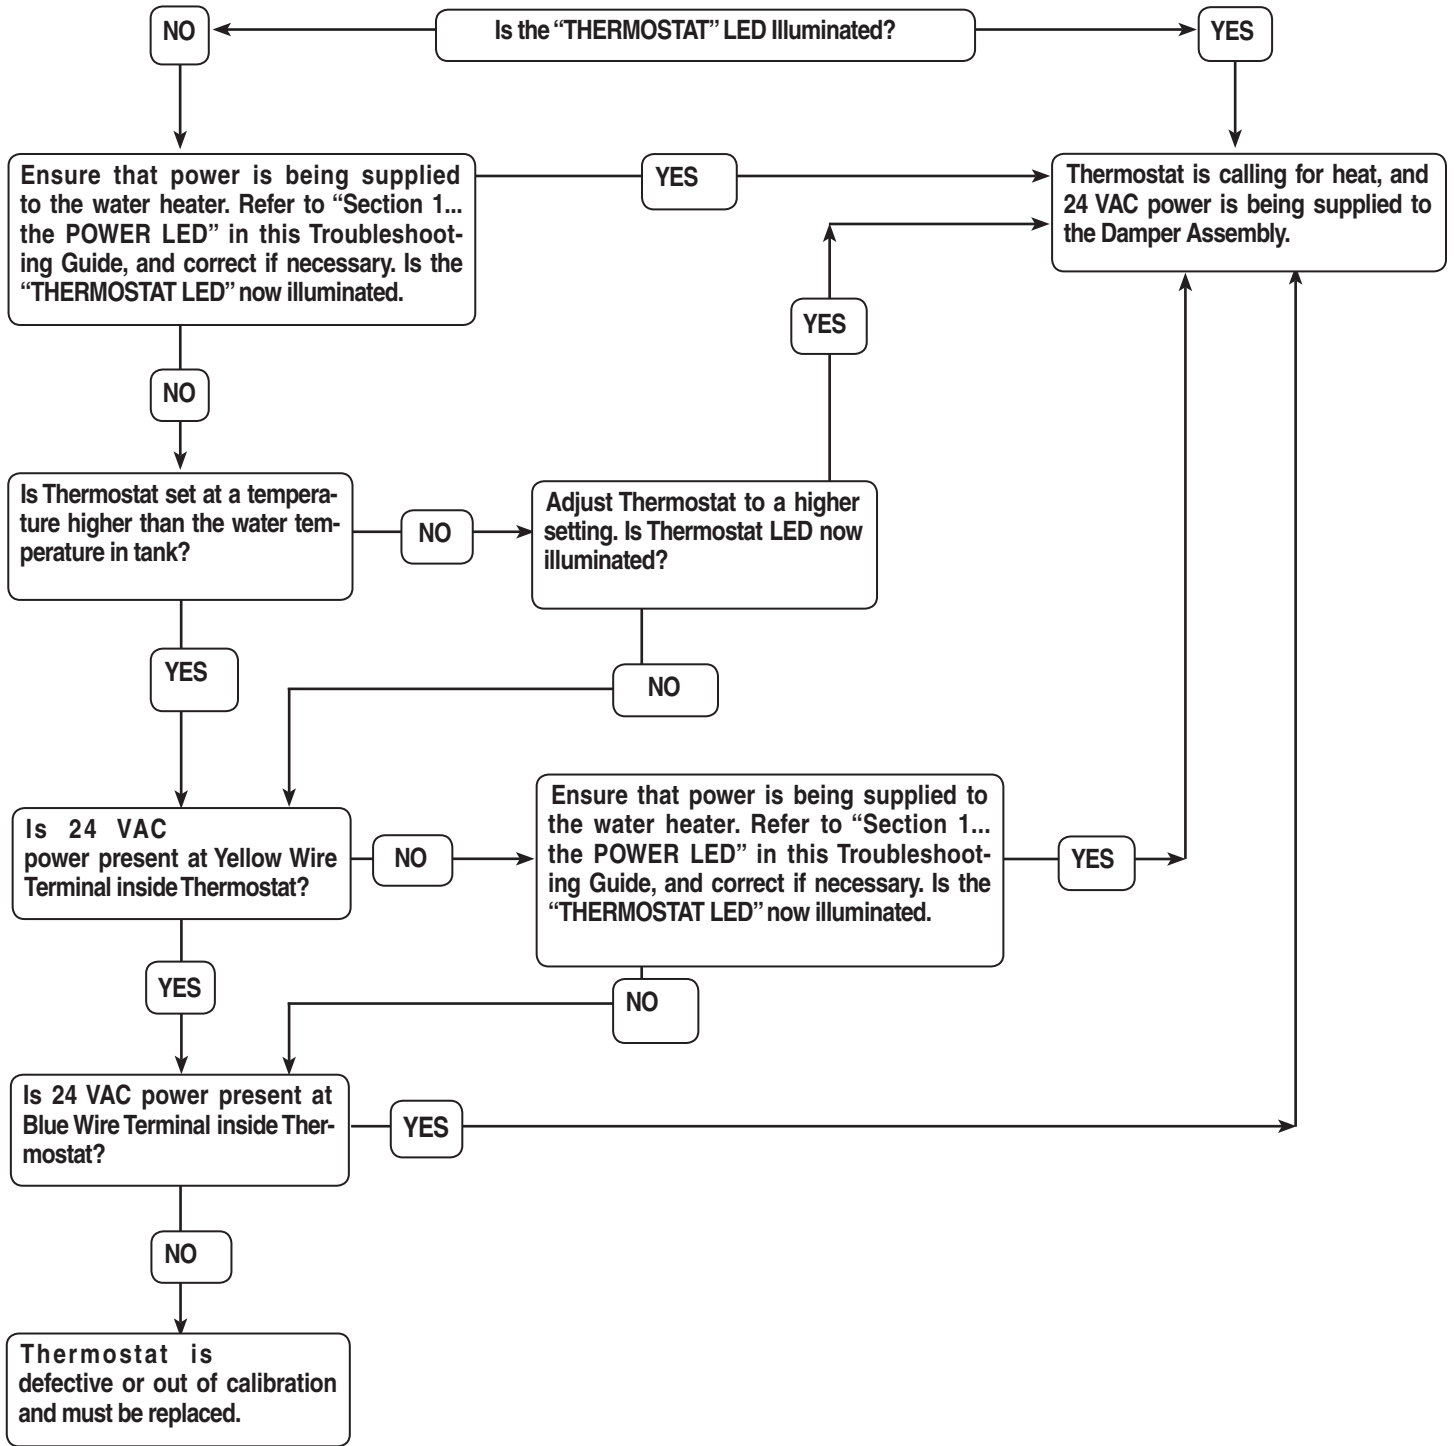 NO
Is the “THERMOSTAT” LED Illuminated?
YES
Ensure that power is being supplied
to the water heater. Refer to “Section 1...
the POWER LED” in this Troubleshoot-
ing Guide, and correct if necessary. Is the
“THERMOSTAT LED” now illuminated.
YES
Thermostat is calling for heat, and
24 VAC power is being supplied to
the Damper Assembly.
YES
NO
Is Thermostat set at a tempera-
ture higher than the water tem-
perature in tank?
NO
Adjust Thermostat to a higher
setting. Is Thermostat LED now
illuminated?
YES
NO
Is 24 VAC
power present at Yellow Wire
Terminal inside Thermostat?
NO
Ensure that power is being supplied to
the water heater. Refer to “Section 1...
the POWER LED” in this Troubleshoot-
ing Guide, and correct if necessary. Is the
“THERMOSTAT LED” now illuminated.
YES
YES
NO
Is 24 VAC power present at
Blue Wire Terminal inside Ther-
mostat?
YES
NO
Thermostat is
defective or out of calibration
and must be replaced.